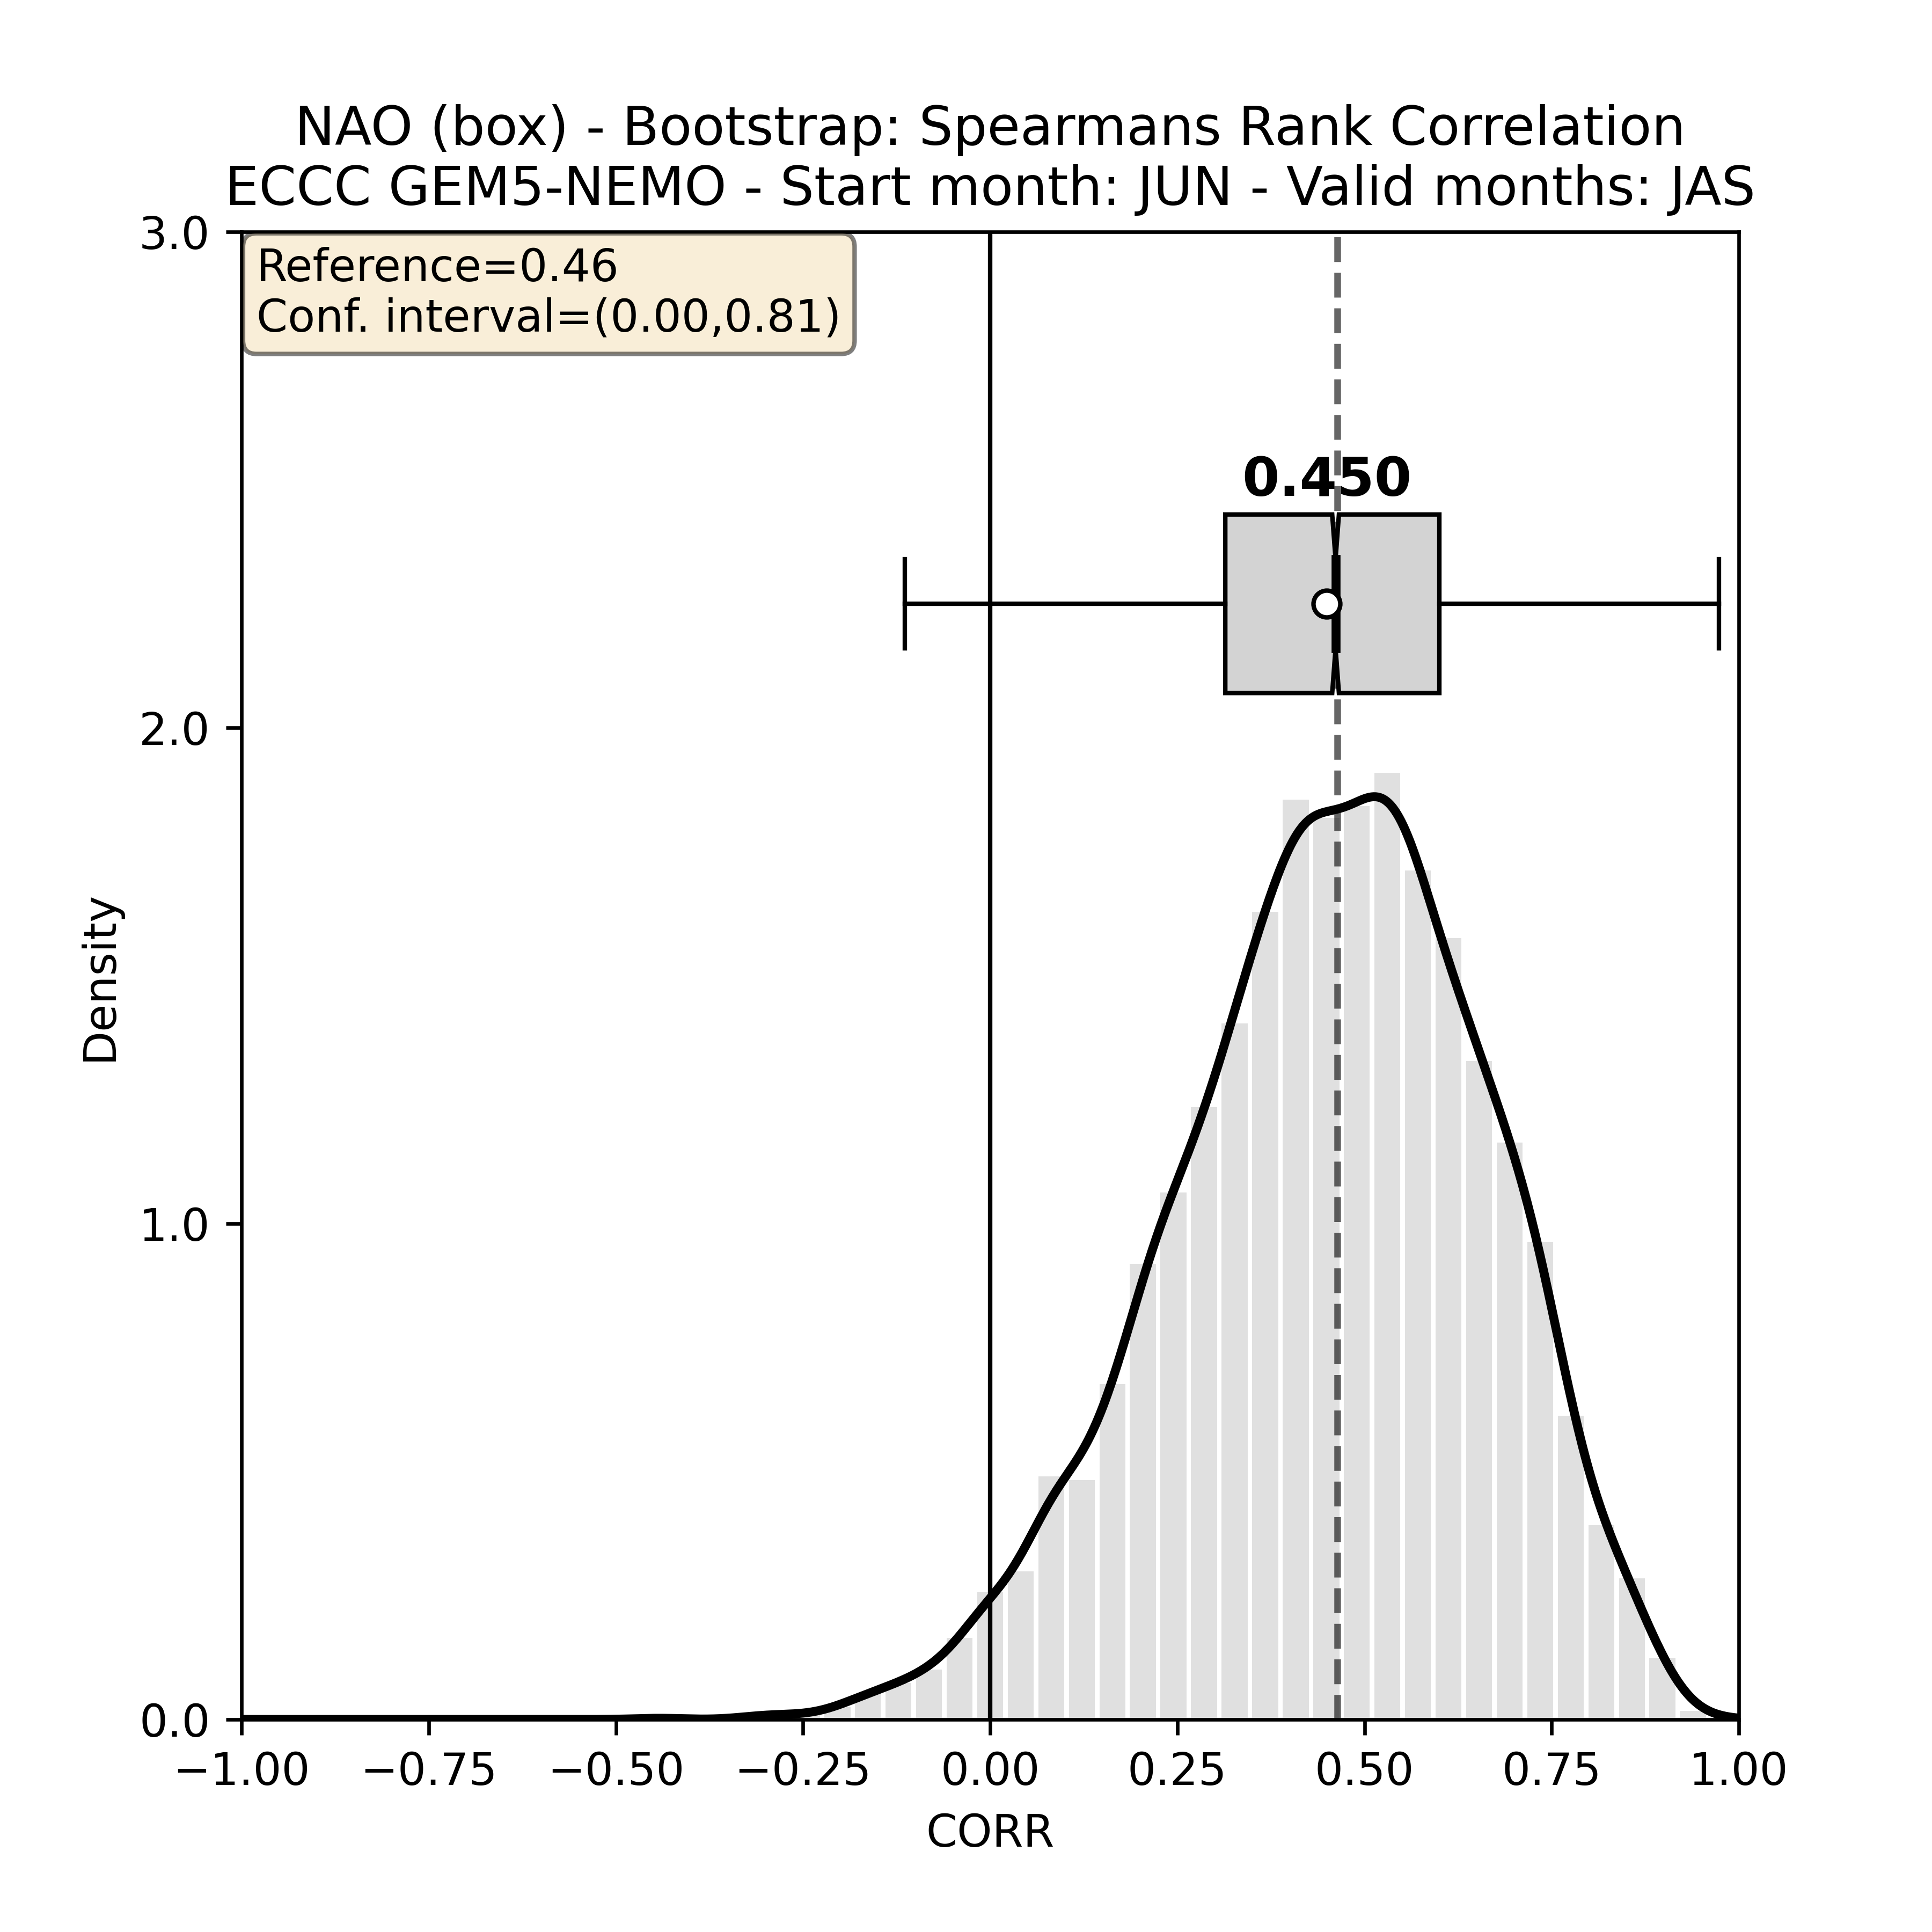 NAO (box) - Bootstrap: Spearmans Rank Correlation
ECCC GEM5-NEMO - Start month: JUN - Valid months: JAS
Reference=0.46
Conf. interval=(0.00,0.81)
0.450
3.0
2.0
1.0
0.0
Density
−1.00 −0.75 −0.50 −0.25 0.00 0.25 0.50 0.75 1.00
CORR